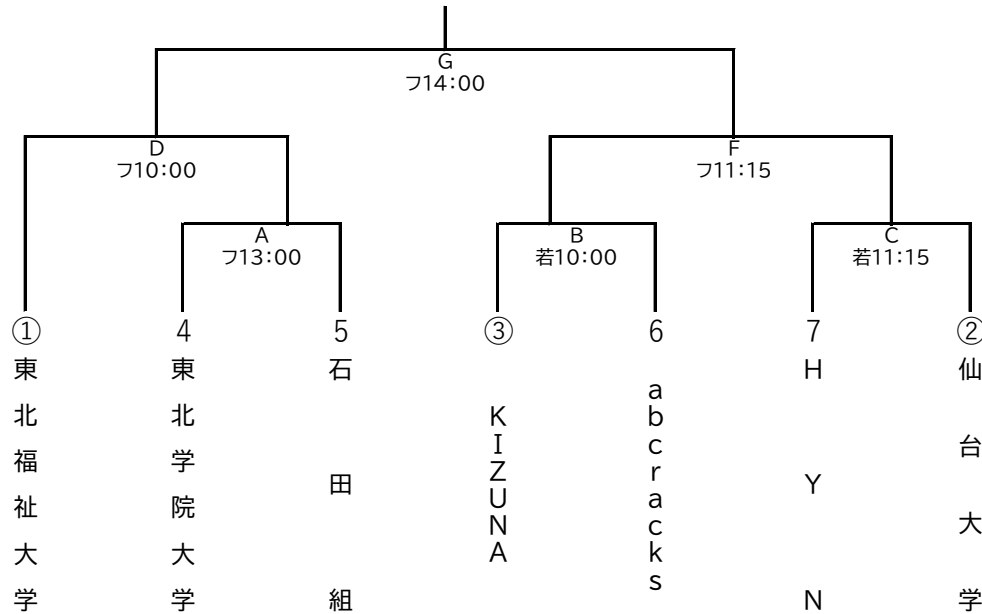 G
フ14:00
D
フ10:00
F
フ11:15
A
フ13:00
B
若10:00
C
若11:15
①
4
5
③
6
7
②
東北福祉大学
東北学院大学
石田組
KIZUNA
abcracks
HYN
仙台大学